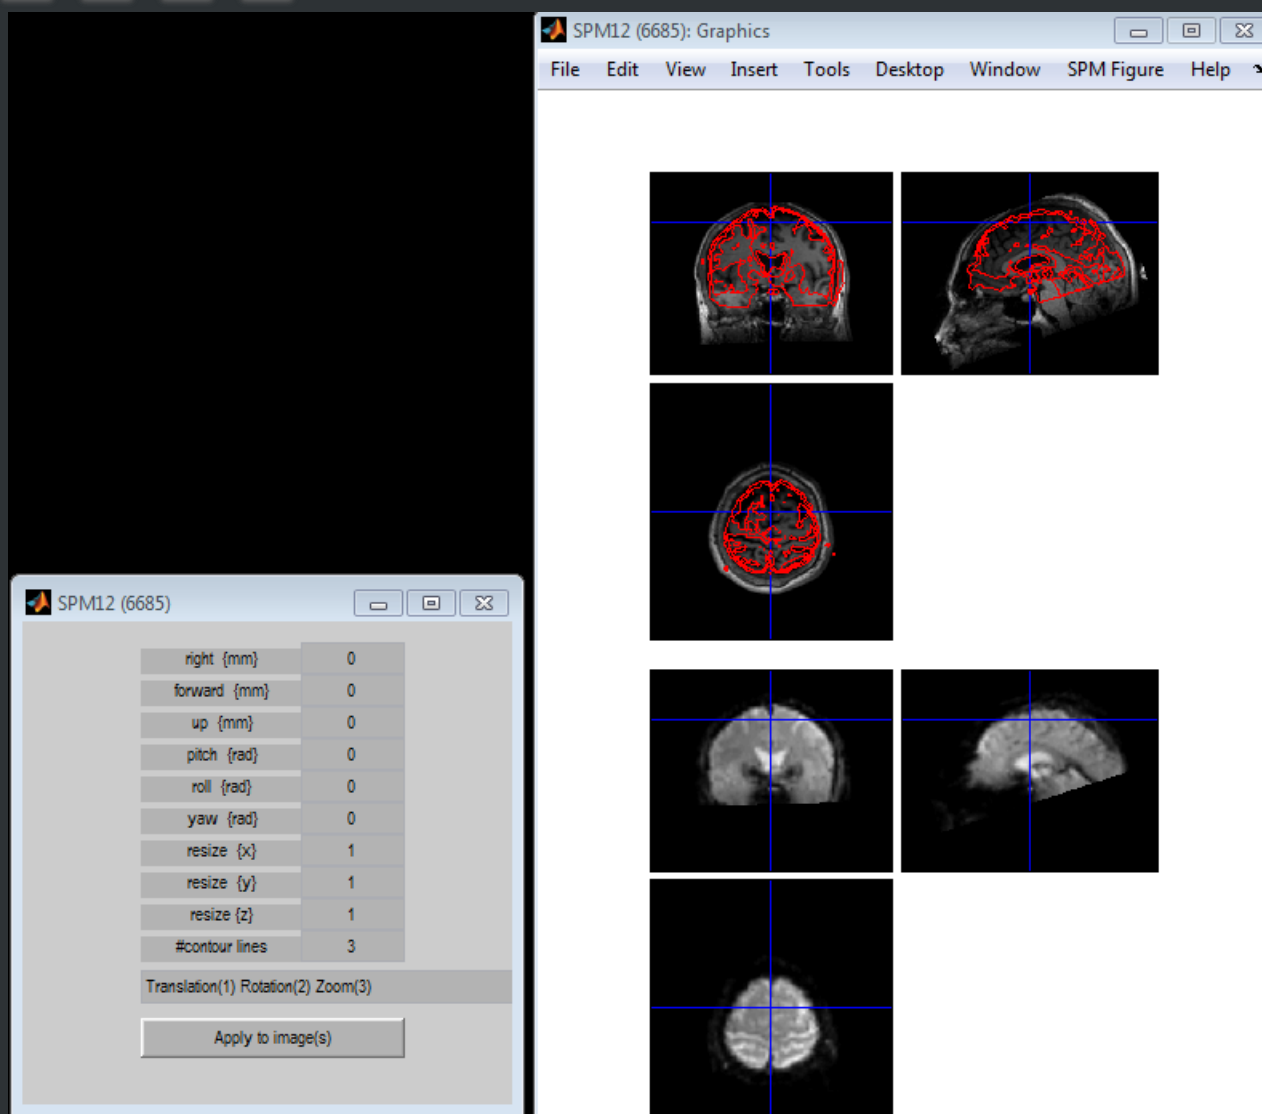 SPM12 (6685): Graphics
File Edit View Insert Tools Desktop Window SPM Figure Help
SPM12 (6685)
right {mm} 0
forward {mm} 0
up {mm} 0
pitch {rad} 0
roll {rad} 0
yaw {rad} 0
resize {x} 1
resize {y} 1
resize {z} 1
#contour lines 3
Translation(1) Rotation(2) Zoom(3)
Apply to image(s)